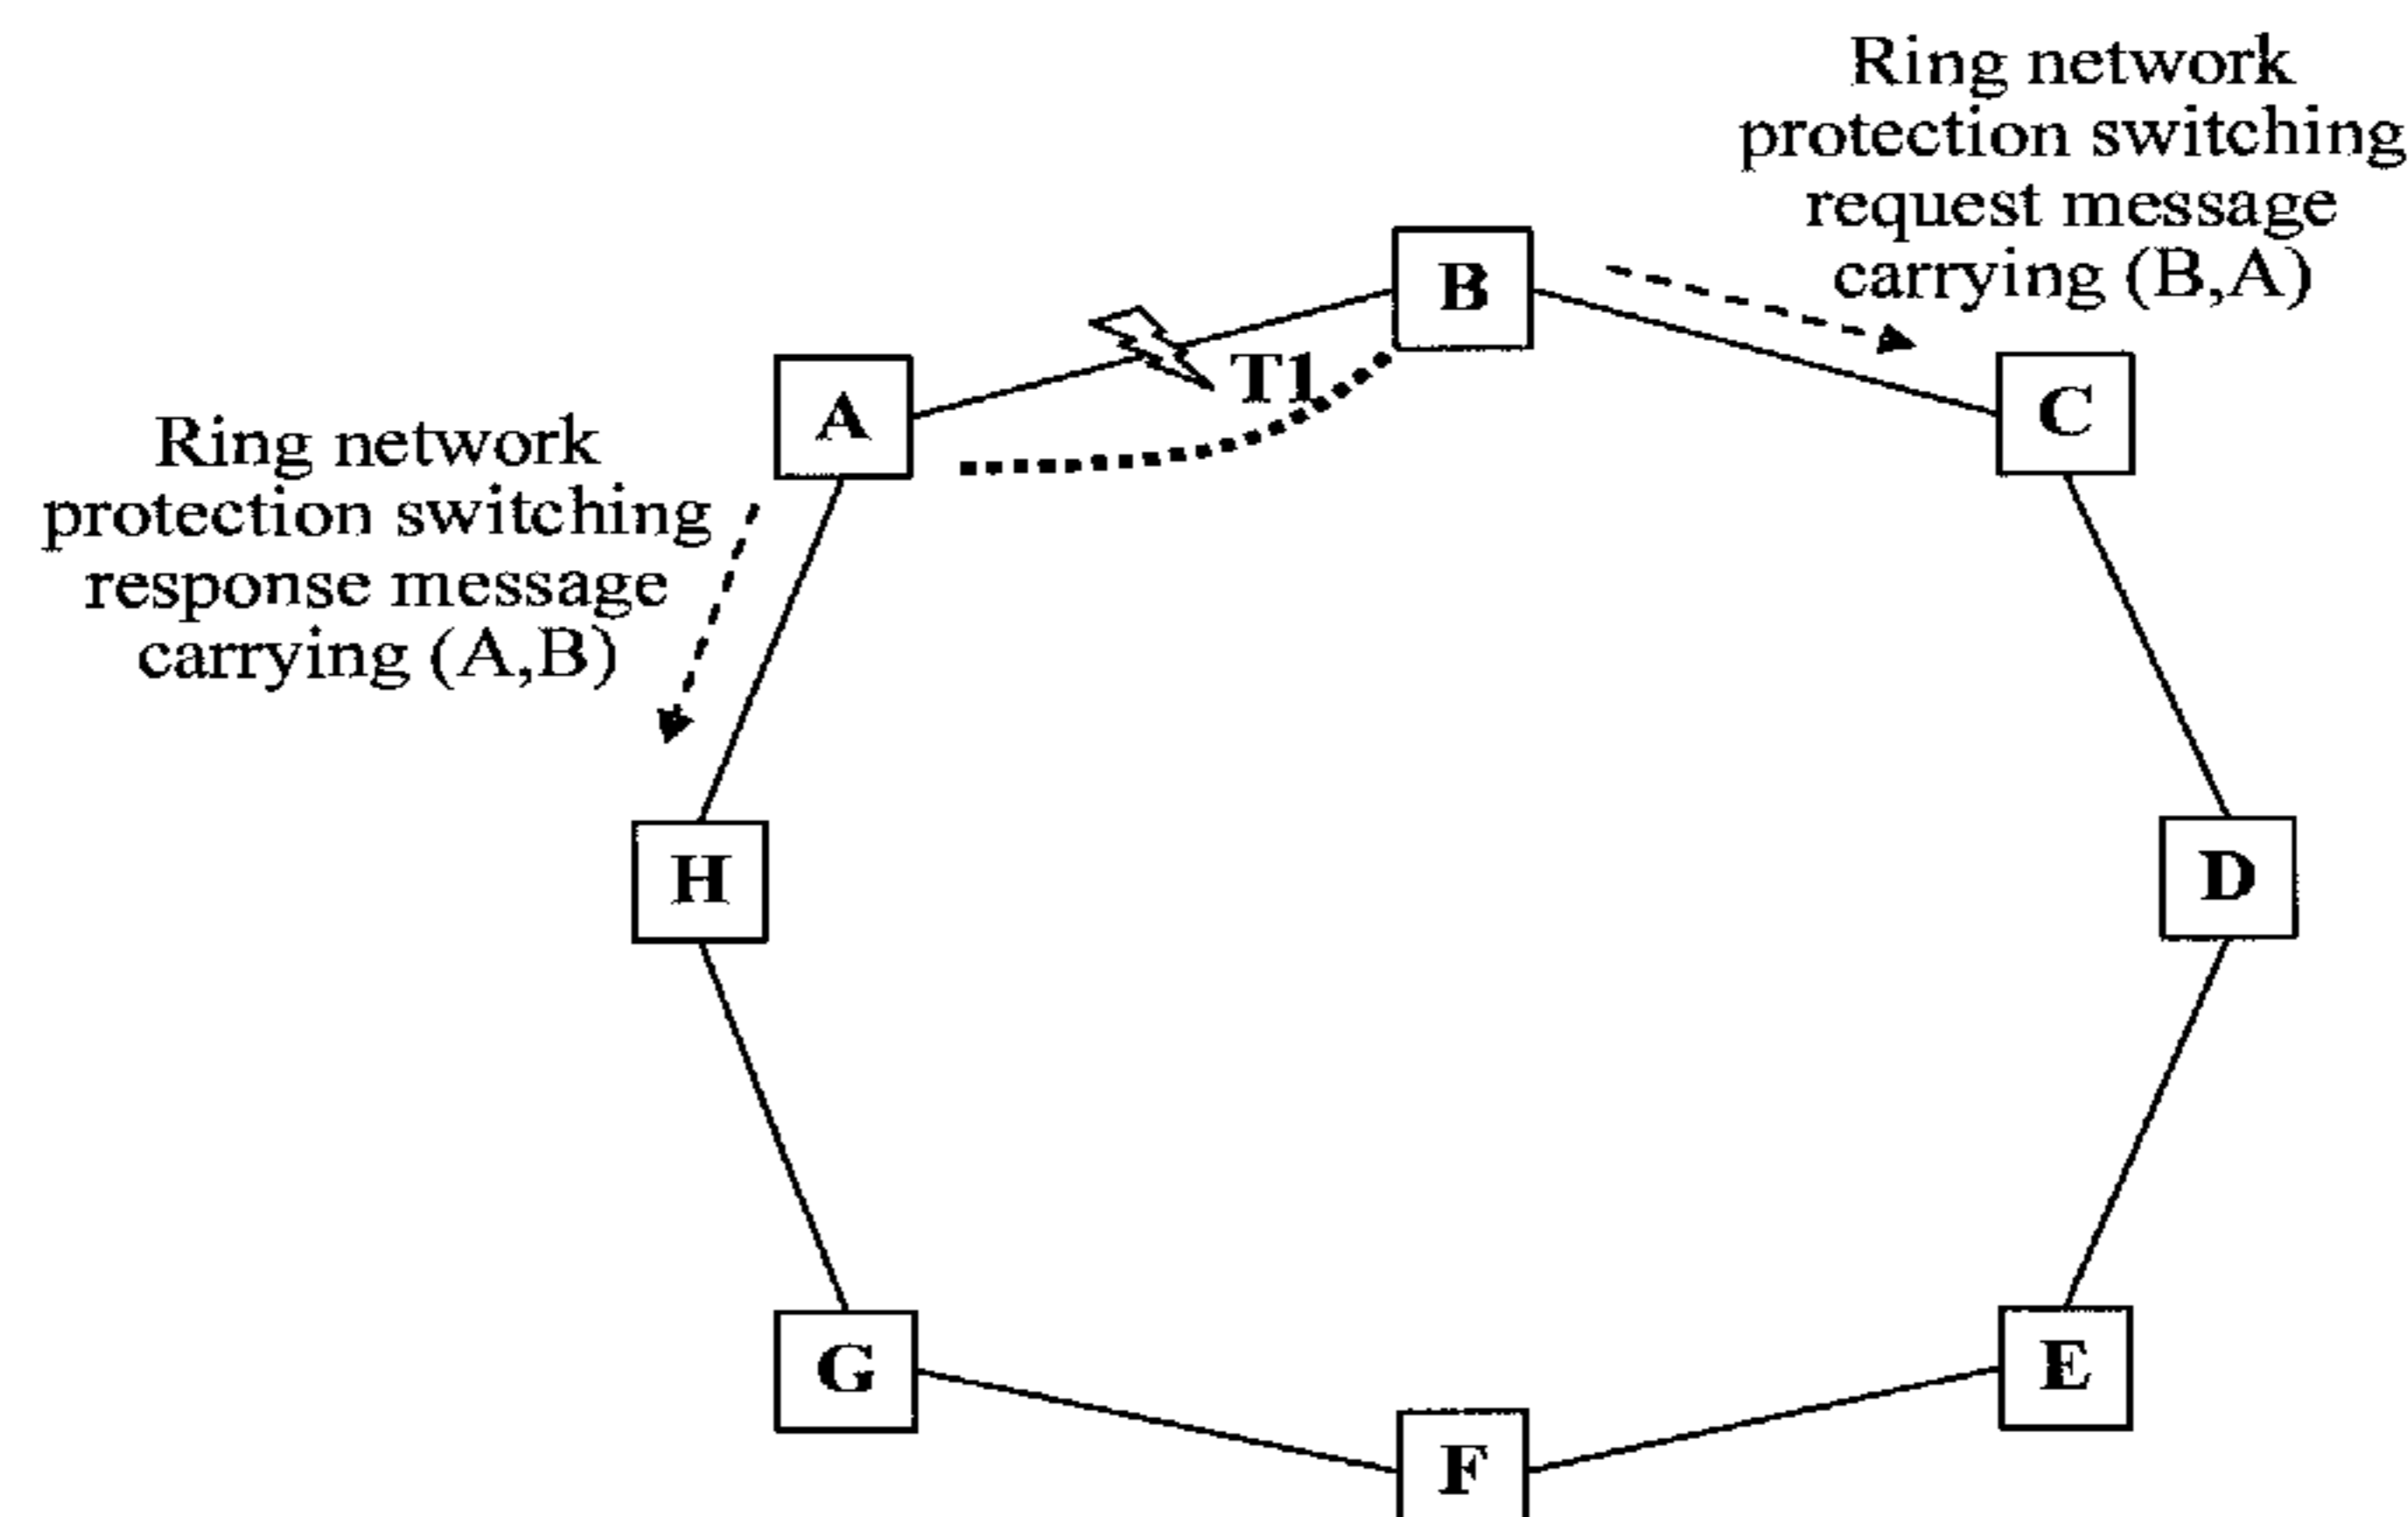 Ring network
protection switching
request message
carrying (B,A)
B
T1
A
C
Ring network
protection switching
response message
carrying (A,B)
H
D
G
E
F